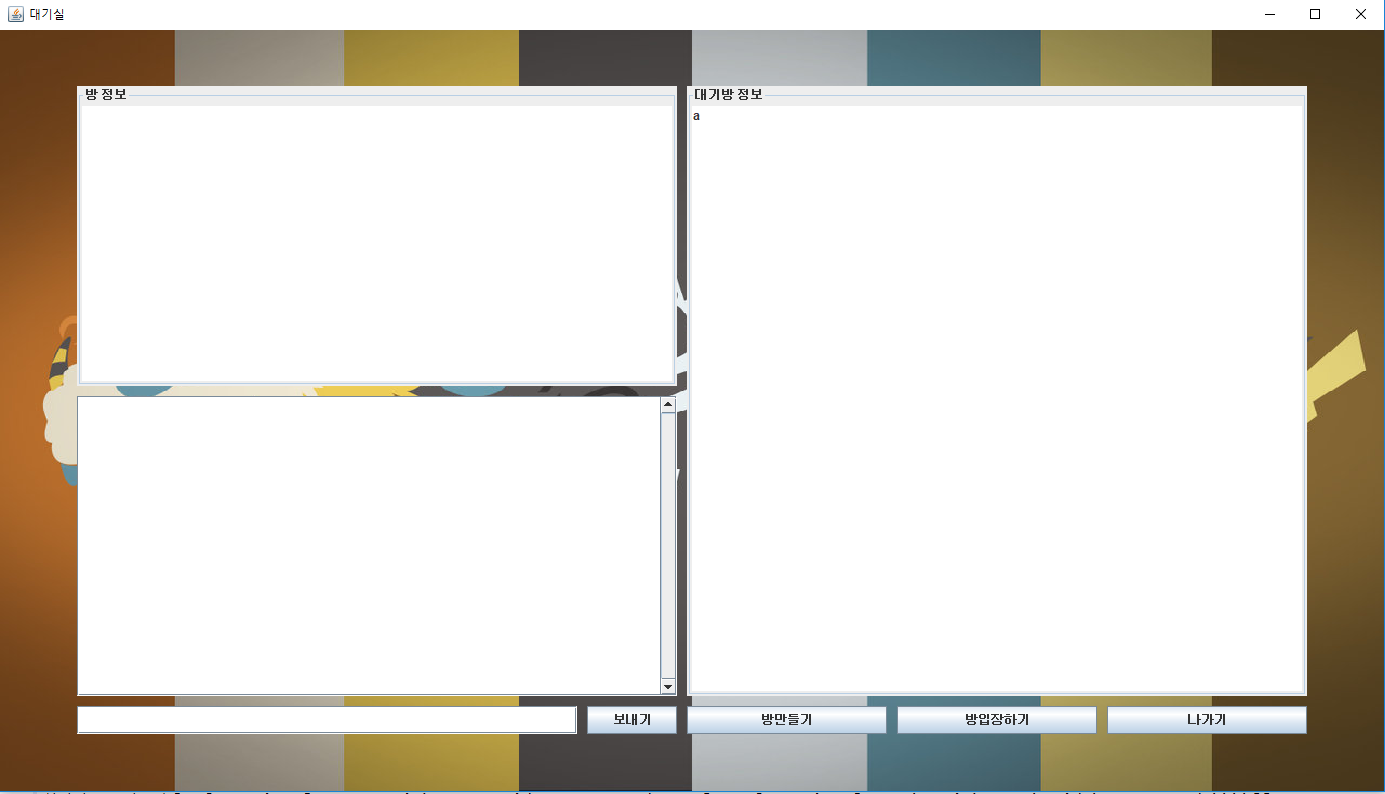 대기실
방 정보
대기방 정보
a
보내기
방만들기
방입장하기
나가기